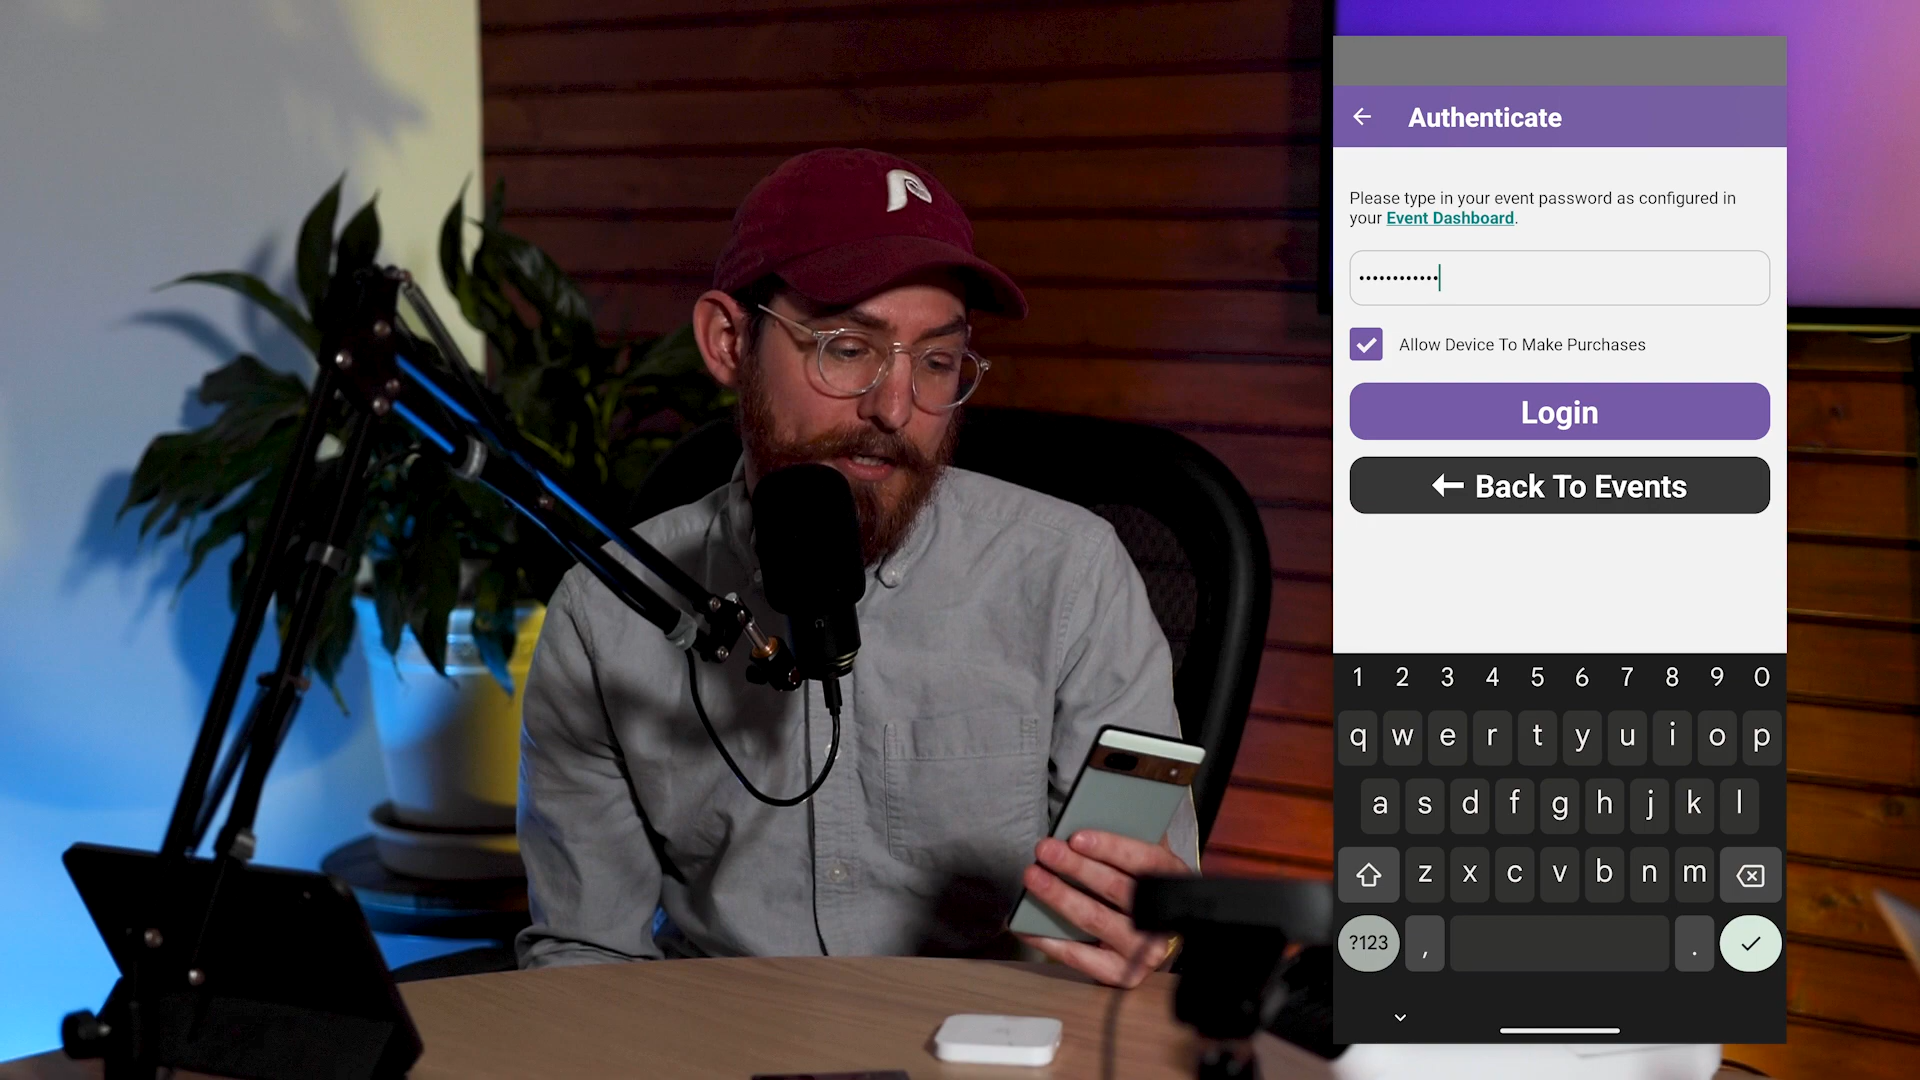 P
Authenticate
Please type in your event password as configured in
your Event Dashboard.
••••••••••••
Allow Device To Make Purchases
Login
Back To Events
1 2 3 4 5 6 7 8 9 0
q w e r t y u i o p
a s d f g h j k l
z x c v b n m
?123 , .